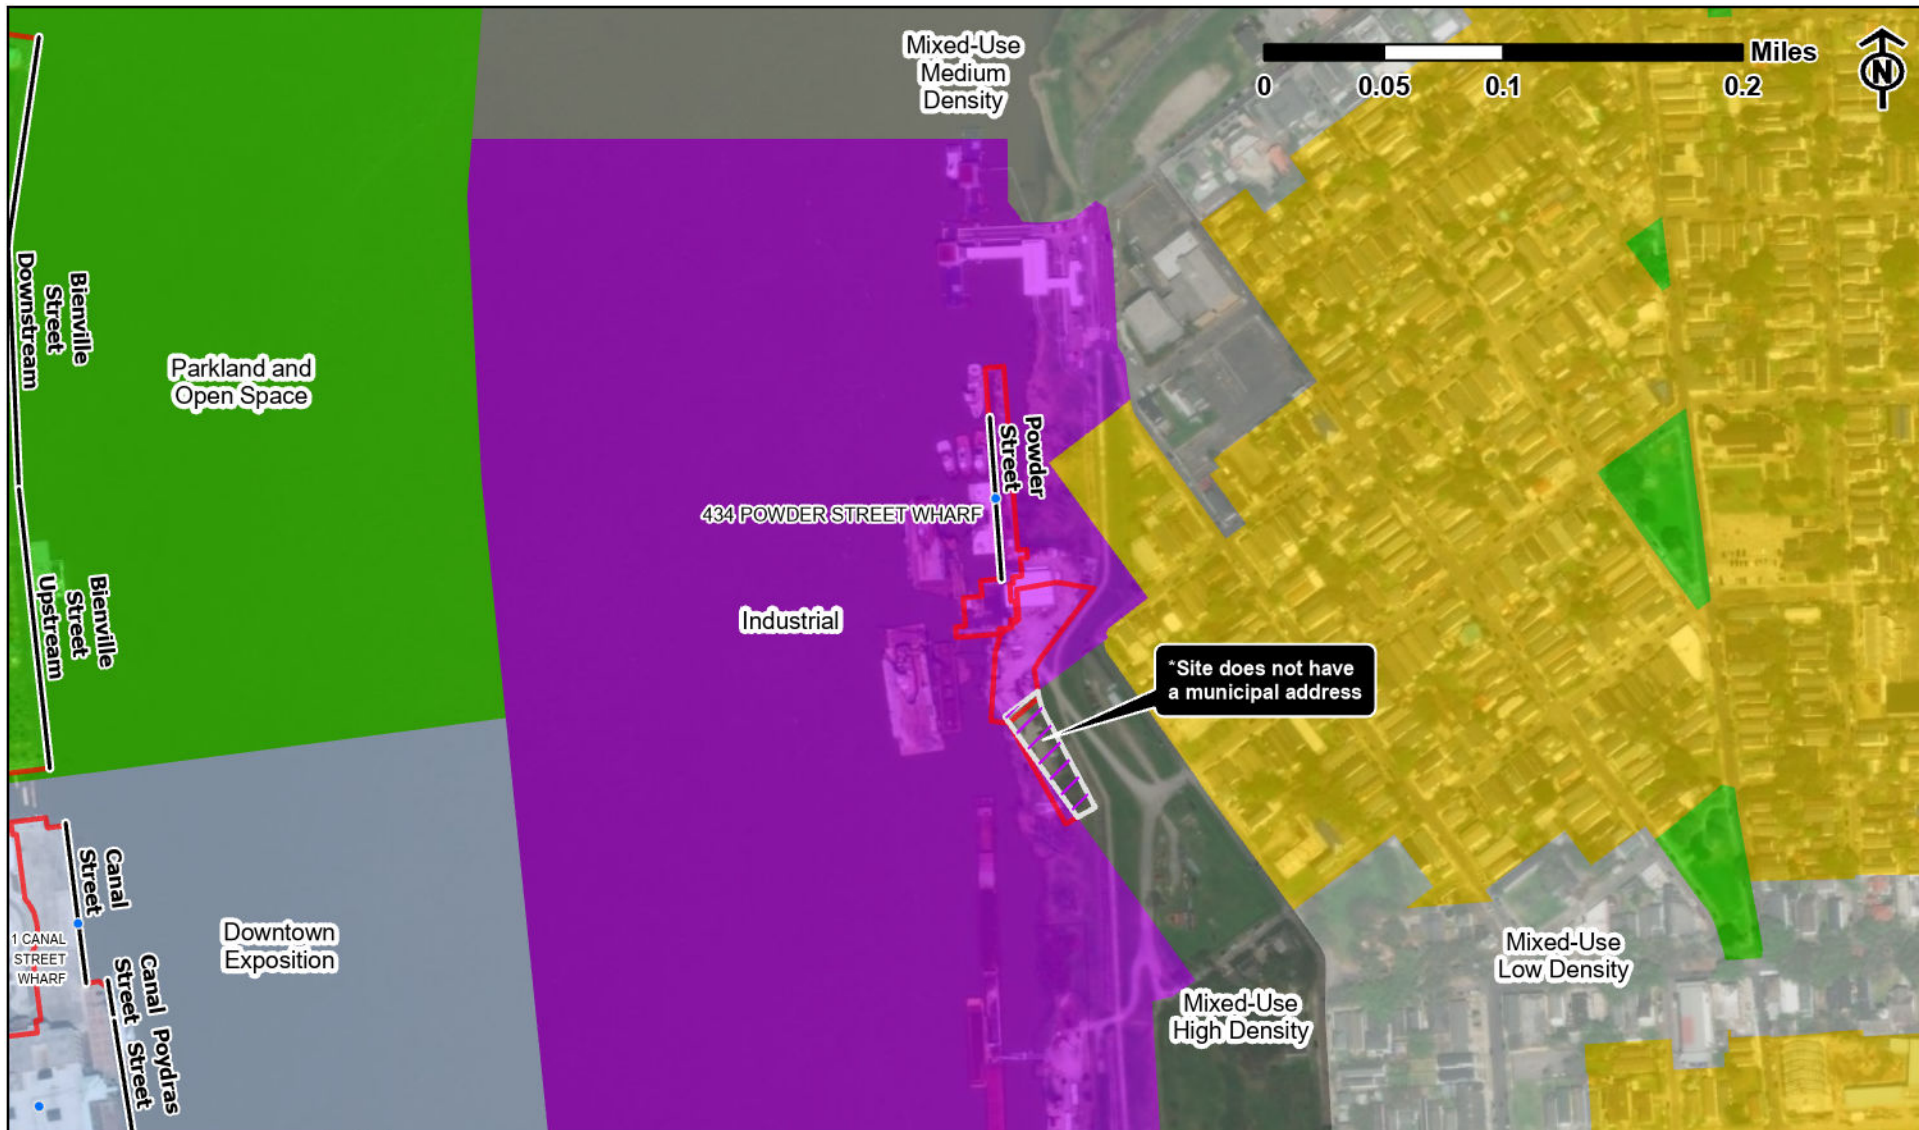 Mixed-Use
Medium
Density
Miles
0
0.05
0.1
0.2
N
Bienville
Street
Downstream
Parkland and
Open Space
Powder
Street
434 POWDER STREET WHARF
Industrial
Bienville
Street
Upstream
*Site does not have
a municipal address
Canal
Street
1 CANAL
STREET
WHARF
Downtown
Exposition
Canal
Street
Poydras
Street
Mixed-Use
Low Density
Mixed-Use
High Density